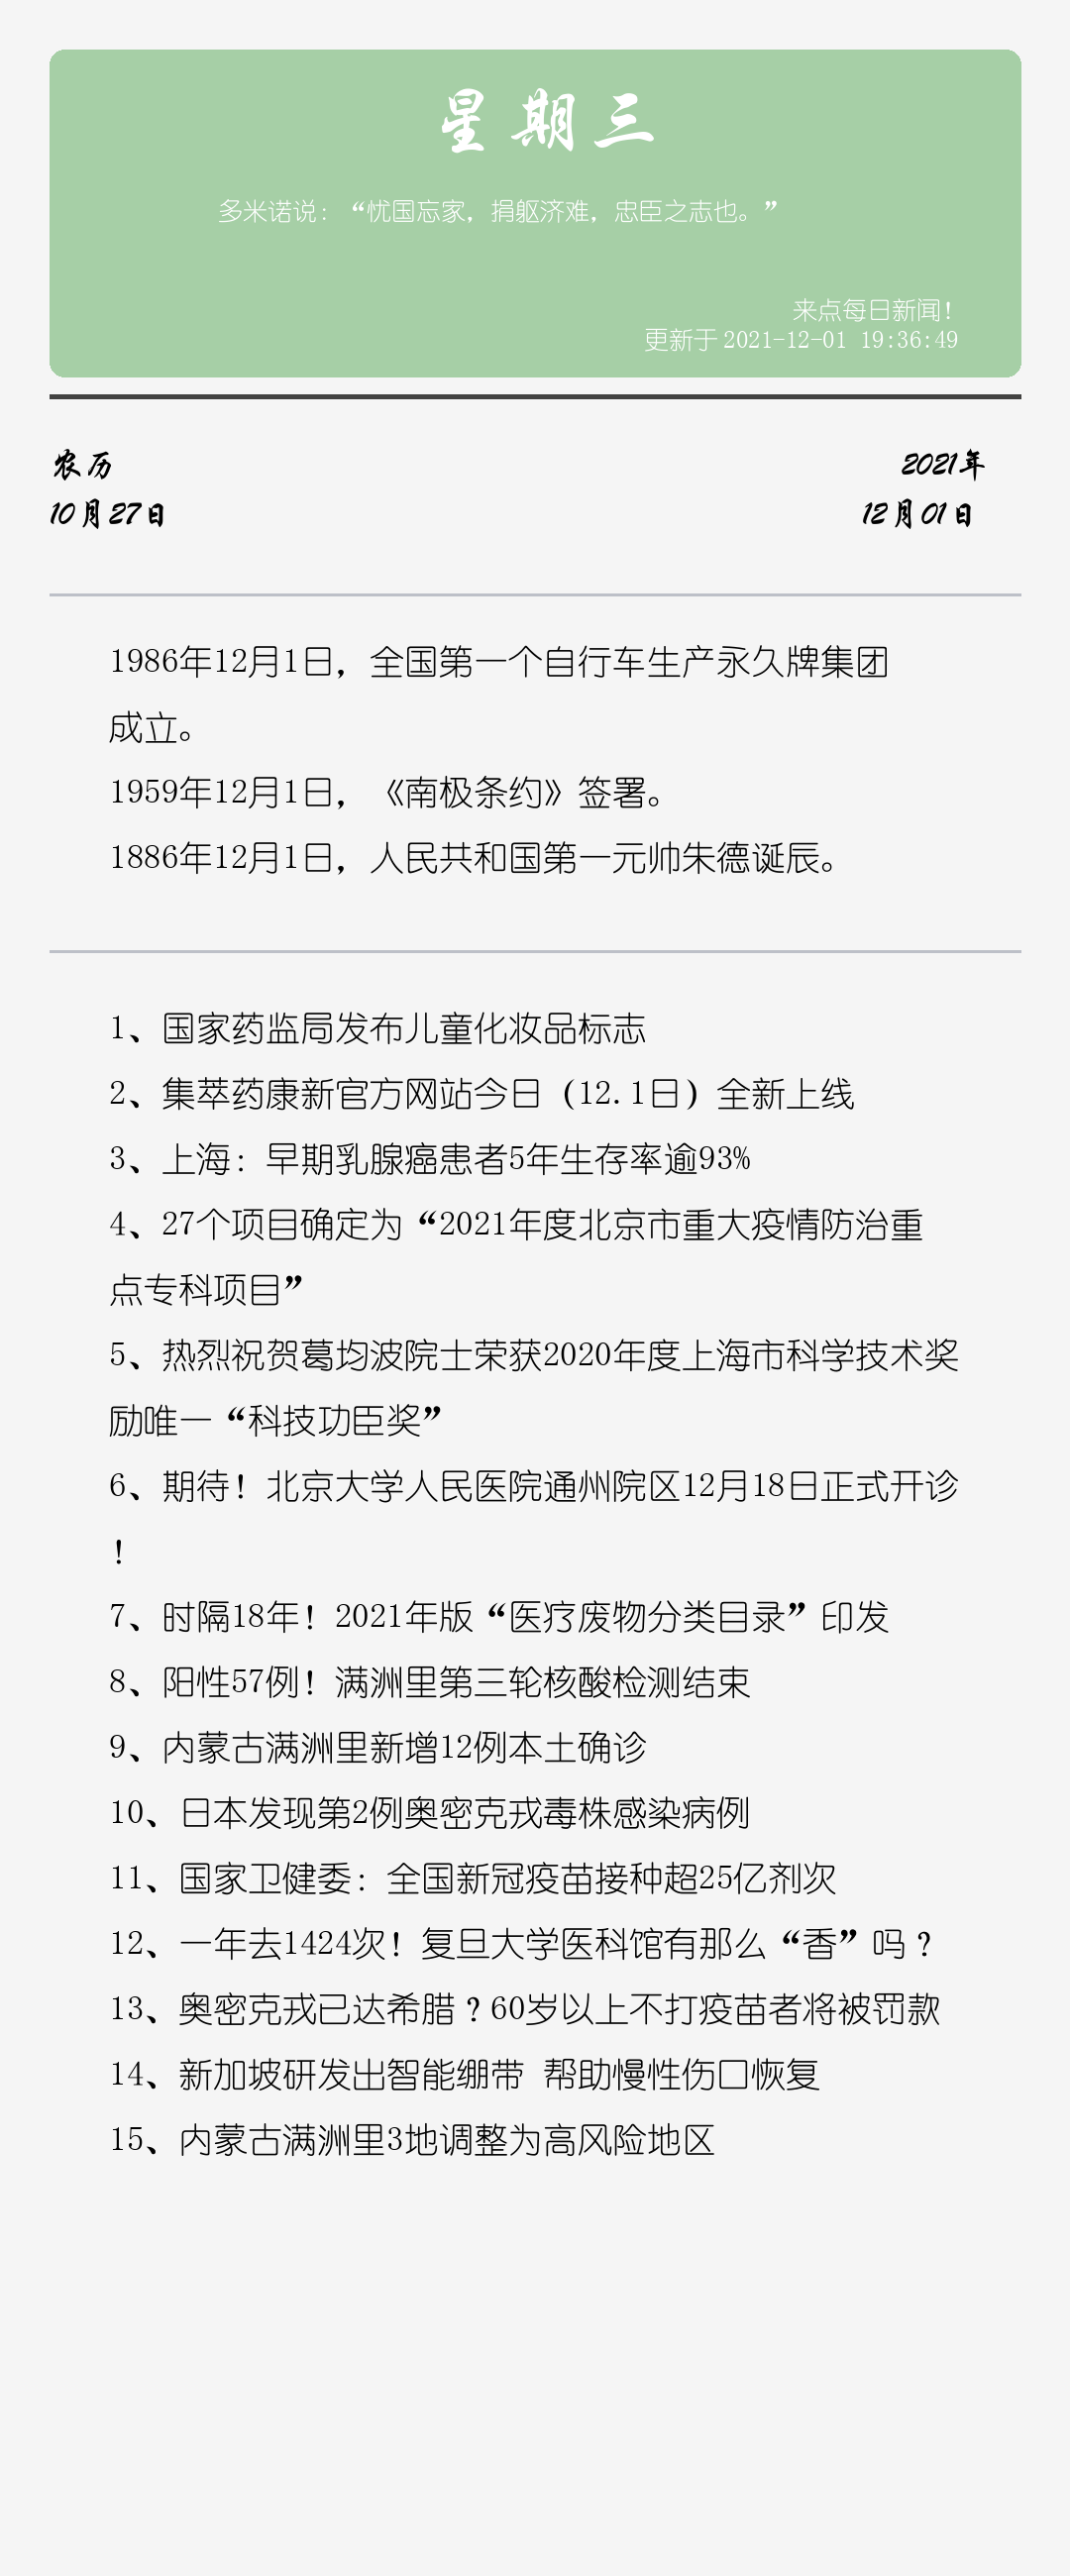 星期三
多米诺说：“忧国忘家，捐躯济难，忠臣之志也。”
来点每日新闻！
更新于 2021-12-01 19:36:49
农历
2021年
10月27日
12月01日
1986年12月1日，全国第一个自行车生产永久牌集团
成立。
1959年12月1日，《南极条约》签署。
1886年12月1日，人民共和国第一元帅朱德诞辰。
1、国家药监局发布儿童化妆品标志
2、集萃药康新官方网站今日（12.1日）全新上线
3、上海：早期乳腺癌患者5年生存率逾93%
4、27个项目确定为“2021年度北京市重大疫情防治重
点专科项目”
5、热烈祝贺葛均波院士荣获2020年度上海市科学技术奖
励唯一“科技功臣奖”
6、期待！北京大学人民医院通州院区12月18日正式开诊
！
7、时隔18年！2021年版“医疗废物分类目录”印发
8、阳性57例！满洲里第三轮核酸检测结束
9、内蒙古满洲里新增12例本土确诊
10、日本发现第2例奥密克戎毒株感染病例
11、国家卫健委：全国新冠疫苗接种超25亿剂次
12、一年去1424次！复旦大学医科馆有那么“香”吗？
13、奥密克戎已达希腊？60岁以上不打疫苗者将被罚款
14、新加坡研发出智能绷带 帮助慢性伤口恢复
15、内蒙古满洲里3地调整为高风险地区